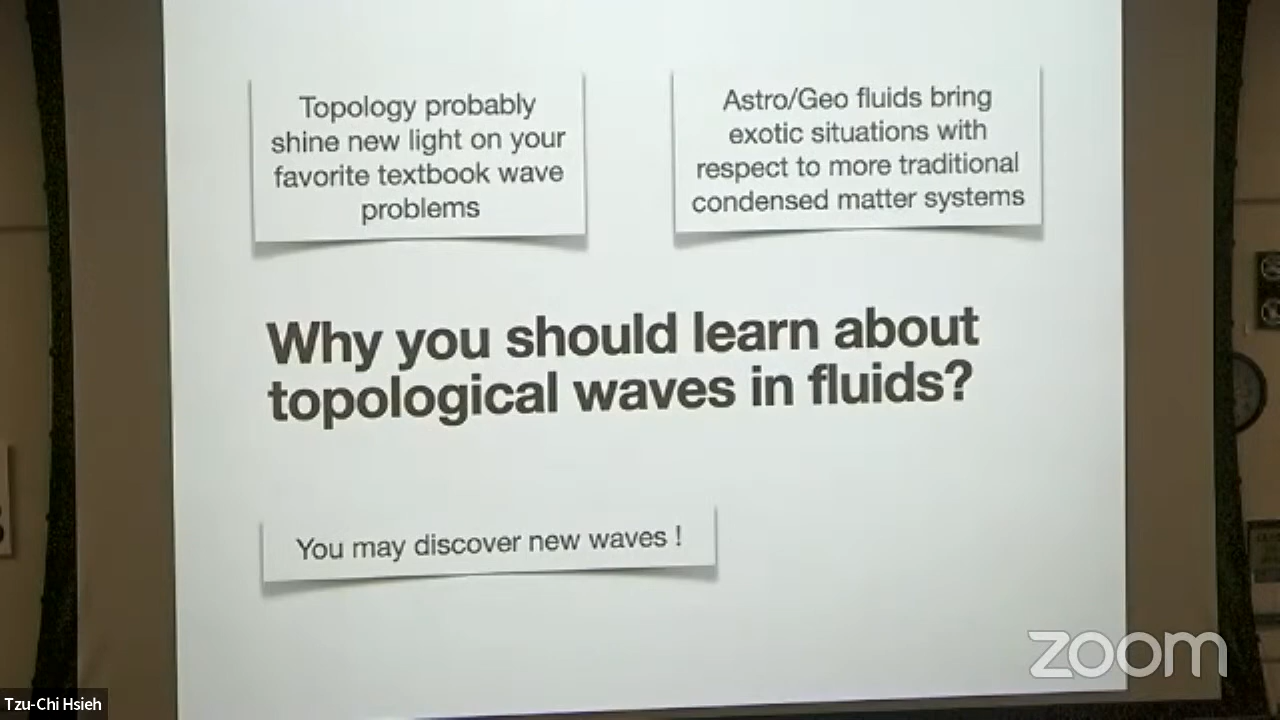 Topology probably
shine new light on your
favorite textbook wave
problems
Astro/Geo fluids bring
exotic situations with
respect to more traditional
condensed matter systems
Why you should learn about
topological waves in fluids?
You may discover new waves !
zoom
Tzu-Chi Hsieh